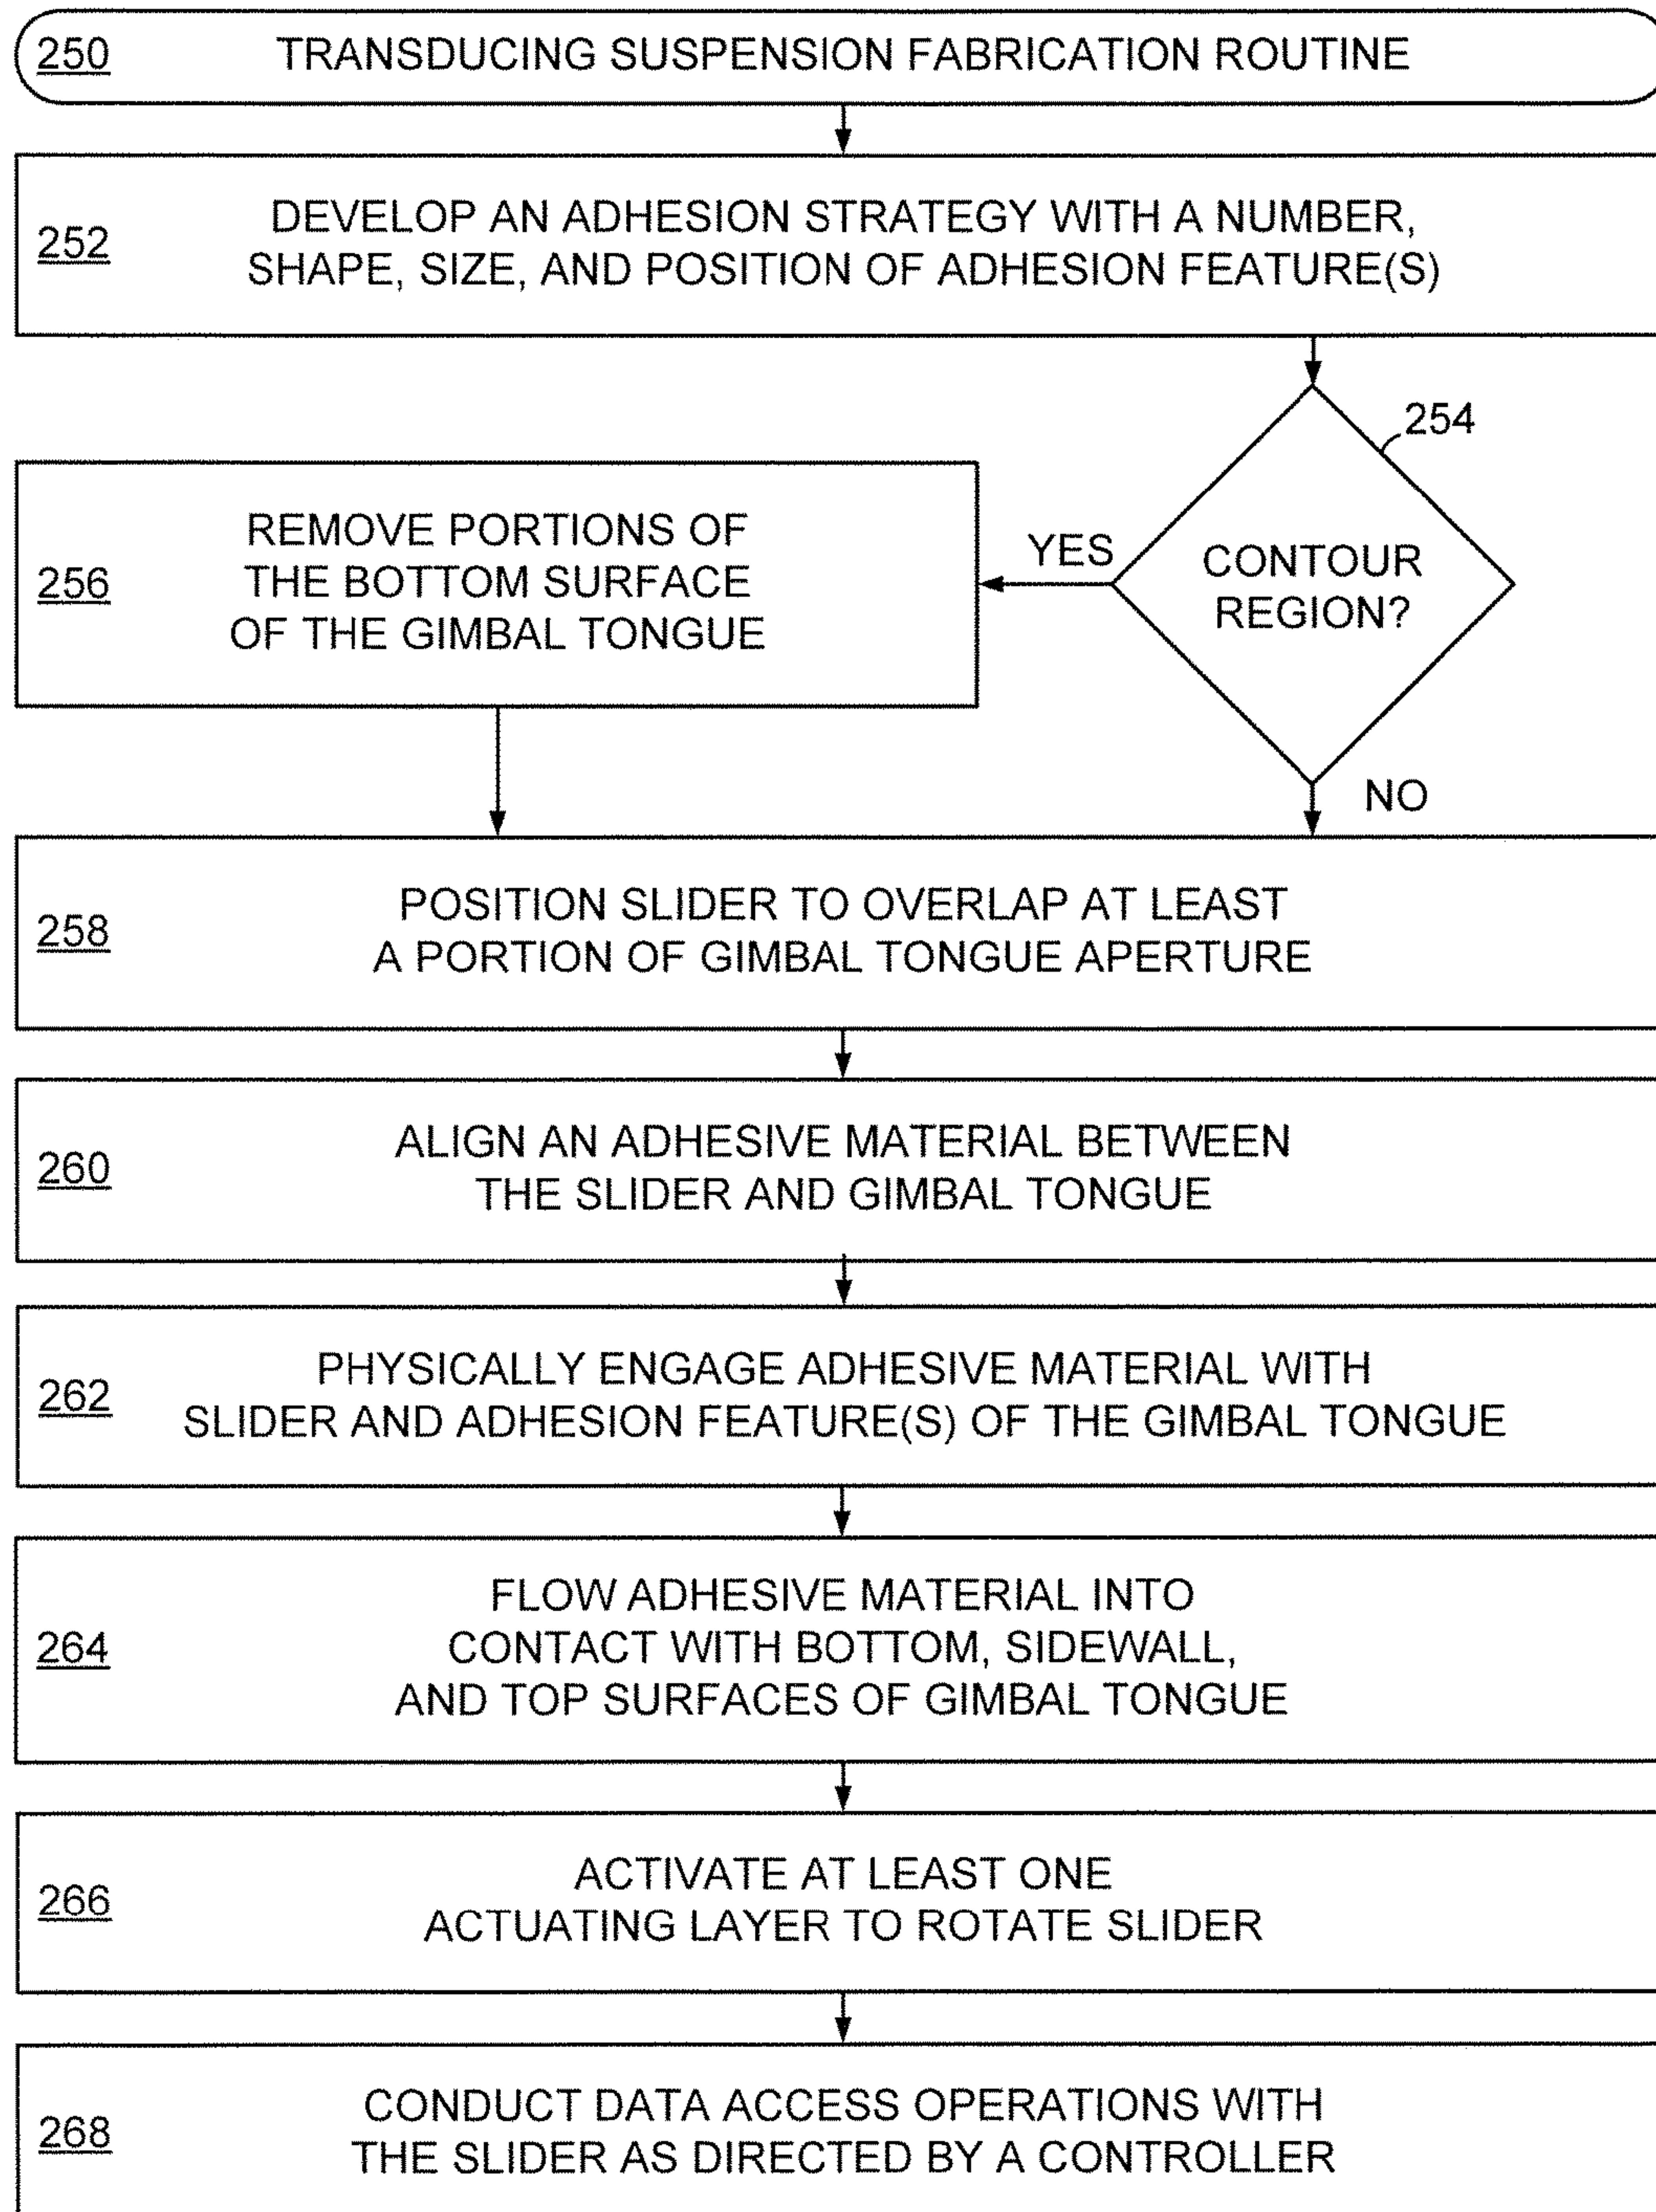 250 TRANSDUCING SUSPENSION FABRICATION ROUTINE
252
DEVELOP AN ADHESION STRATEGY WITH A NUMBER,
SHAPE, SIZE, AND POSITION OF ADHESION FEATURE(S)
254
CONTOUR
REGION?
YES
NO
256
REMOVE PORTIONS OF
THE BOTTOM SURFACE
OF THE GIMBAL TONGUE
258
POSITION SLIDER TO OVERLAP AT LEAST
A PORTION OF GIMBAL TONGUE APERTURE
260
ALIGN AN ADHESIVE MATERIAL BETWEEN
THE SLIDER AND GIMBAL TONGUE
262
PHYSICALLY ENGAGE ADHESIVE MATERIAL WITH
SLIDER AND ADHESION FEATURE(S) OF THE GIMBAL TONGUE
264
FLOW ADHESIVE MATERIAL INTO
CONTACT WITH BOTTOM, SIDEWALL,
AND TOP SURFACES OF GIMBAL TONGUE
266
ACTIVATE AT LEAST ONE
ACTUATING LAYER TO ROTATE SLIDER
268
CONDUCT DATA ACCESS OPERATIONS WITH
THE SLIDER AS DIRECTED BY A CONTROLLER